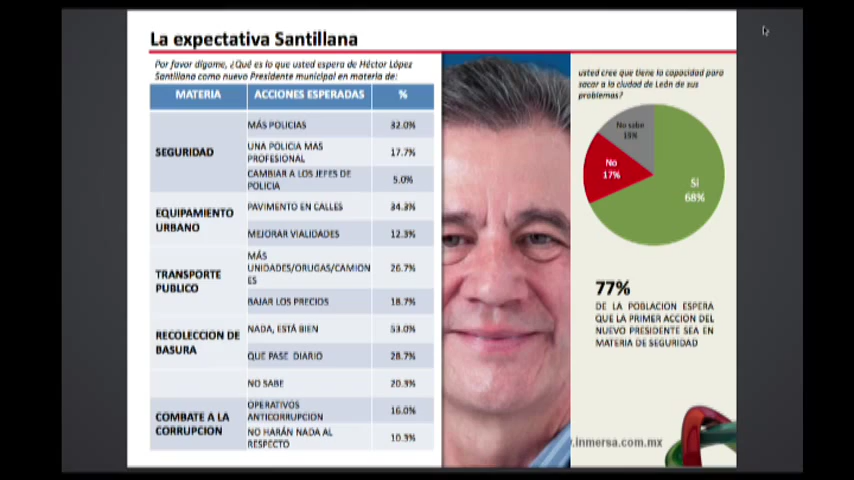 La expectativa Santillana
Por favor dígame, ¿Qué es lo que usted espera de Héctor López
Santillana como nuevo Presidente municipal en materia de:
MATERIA ACCIONES ESPERADAS %
SEGURIDAD
MÁS POLICIAS 32.0%
UNA POLICIA MAS
PROFESIONAL 17.7%
CAMBIAR A LOS JEFES DE
POLICIA 5.0%
EQUIPAMIENTO
URBANO
PAVIMENTO EN CALLES 34.3%
MEJORAR VIALIDADES 12.3%
TRANSPORTE
PUBLICO
MÁS
UNIDADES/ORUGAS/CAMION
ES 26.7%
BAJAR LOS PRECIOS 18.7%
RECOLECCION DE
BASURA
NADA, ESTÁ BIEN 53.0%
QUE PASE DIARIO 28.7%
NO SABE 20.3%
COMBATE A LA
CORRUPCION
OPERATIVOS
ANTICORRUPCION 16.0%
NO HARÁN NADA AL
RESPECTO 10.3%
usted cree que tiene la capacidad para
sacar a la ciudad de León de sus
problemas?
No sabe
15%
No
17%
Sí
68%
77%
DE LA POBLACION ESPERA
QUE LA PRIMER ACCION DEL
NUEVO PRESIDENTE SEA EN
MATERIA DE SEGURIDAD
.inmersa.com.mx